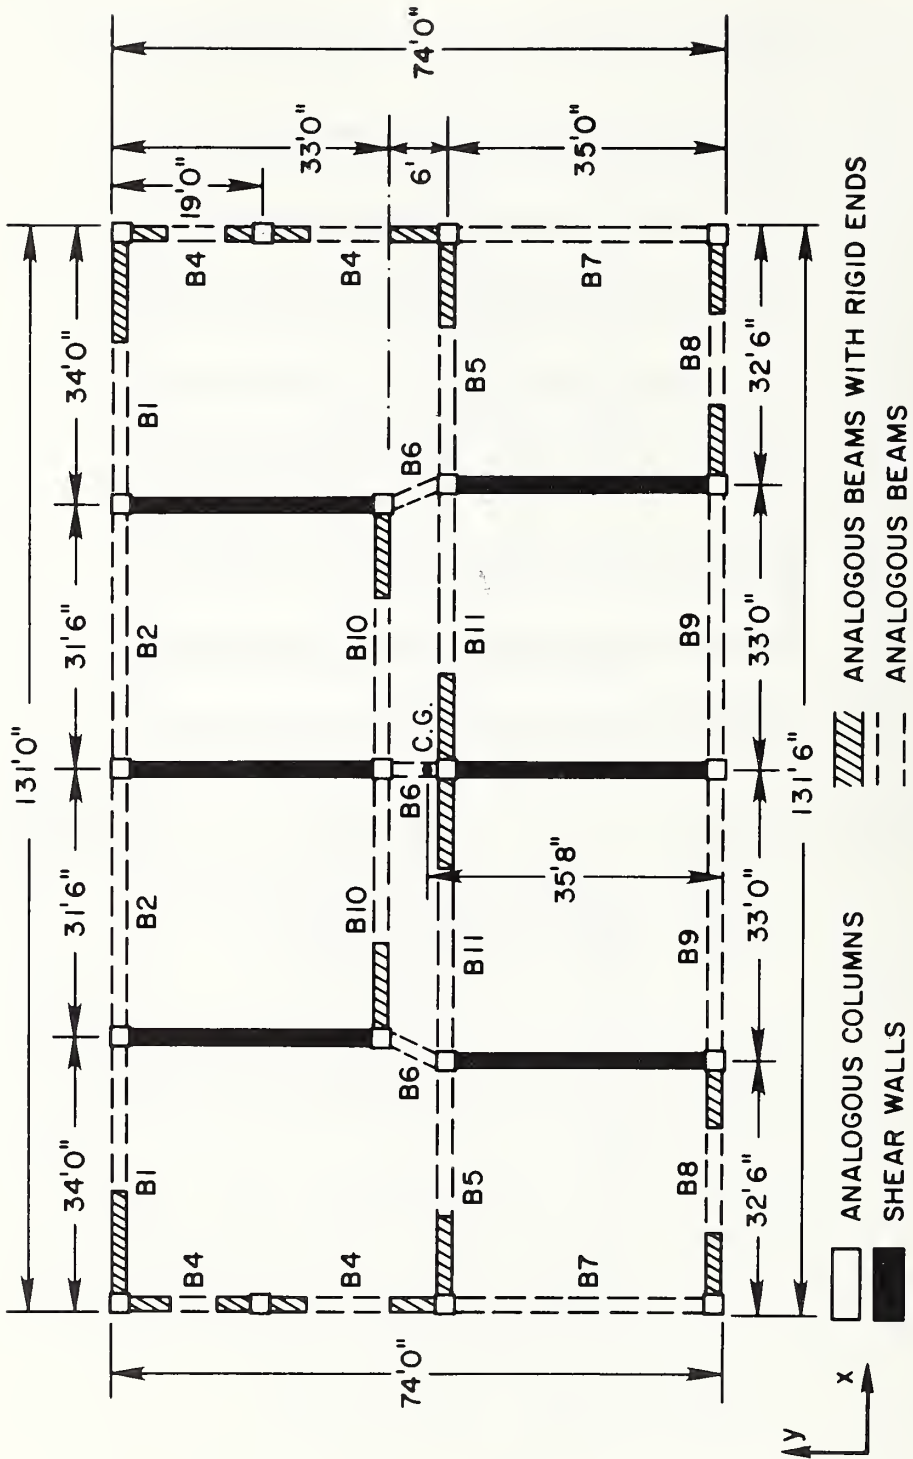 131'0"
34'0" 31'6" 31'6" 34'0"
B1 B2 B2 B1
B4 B4 19'0"
33'0"
B4 B10 B10 B4
74'0" B6 B6 C.G. B6 6' 74'0"
B5 B11 B11 B5
35'8"
B7 B7 35'0"
B8 B9 B9 B8
32'6" 33'0" 33'0" 32'6"
131'6"
y
x
ANALOGOUS COLUMNS
SHEAR WALLS
ANALOGOUS BEAMS WITH RIGID ENDS
ANALOGOUS BEAMS